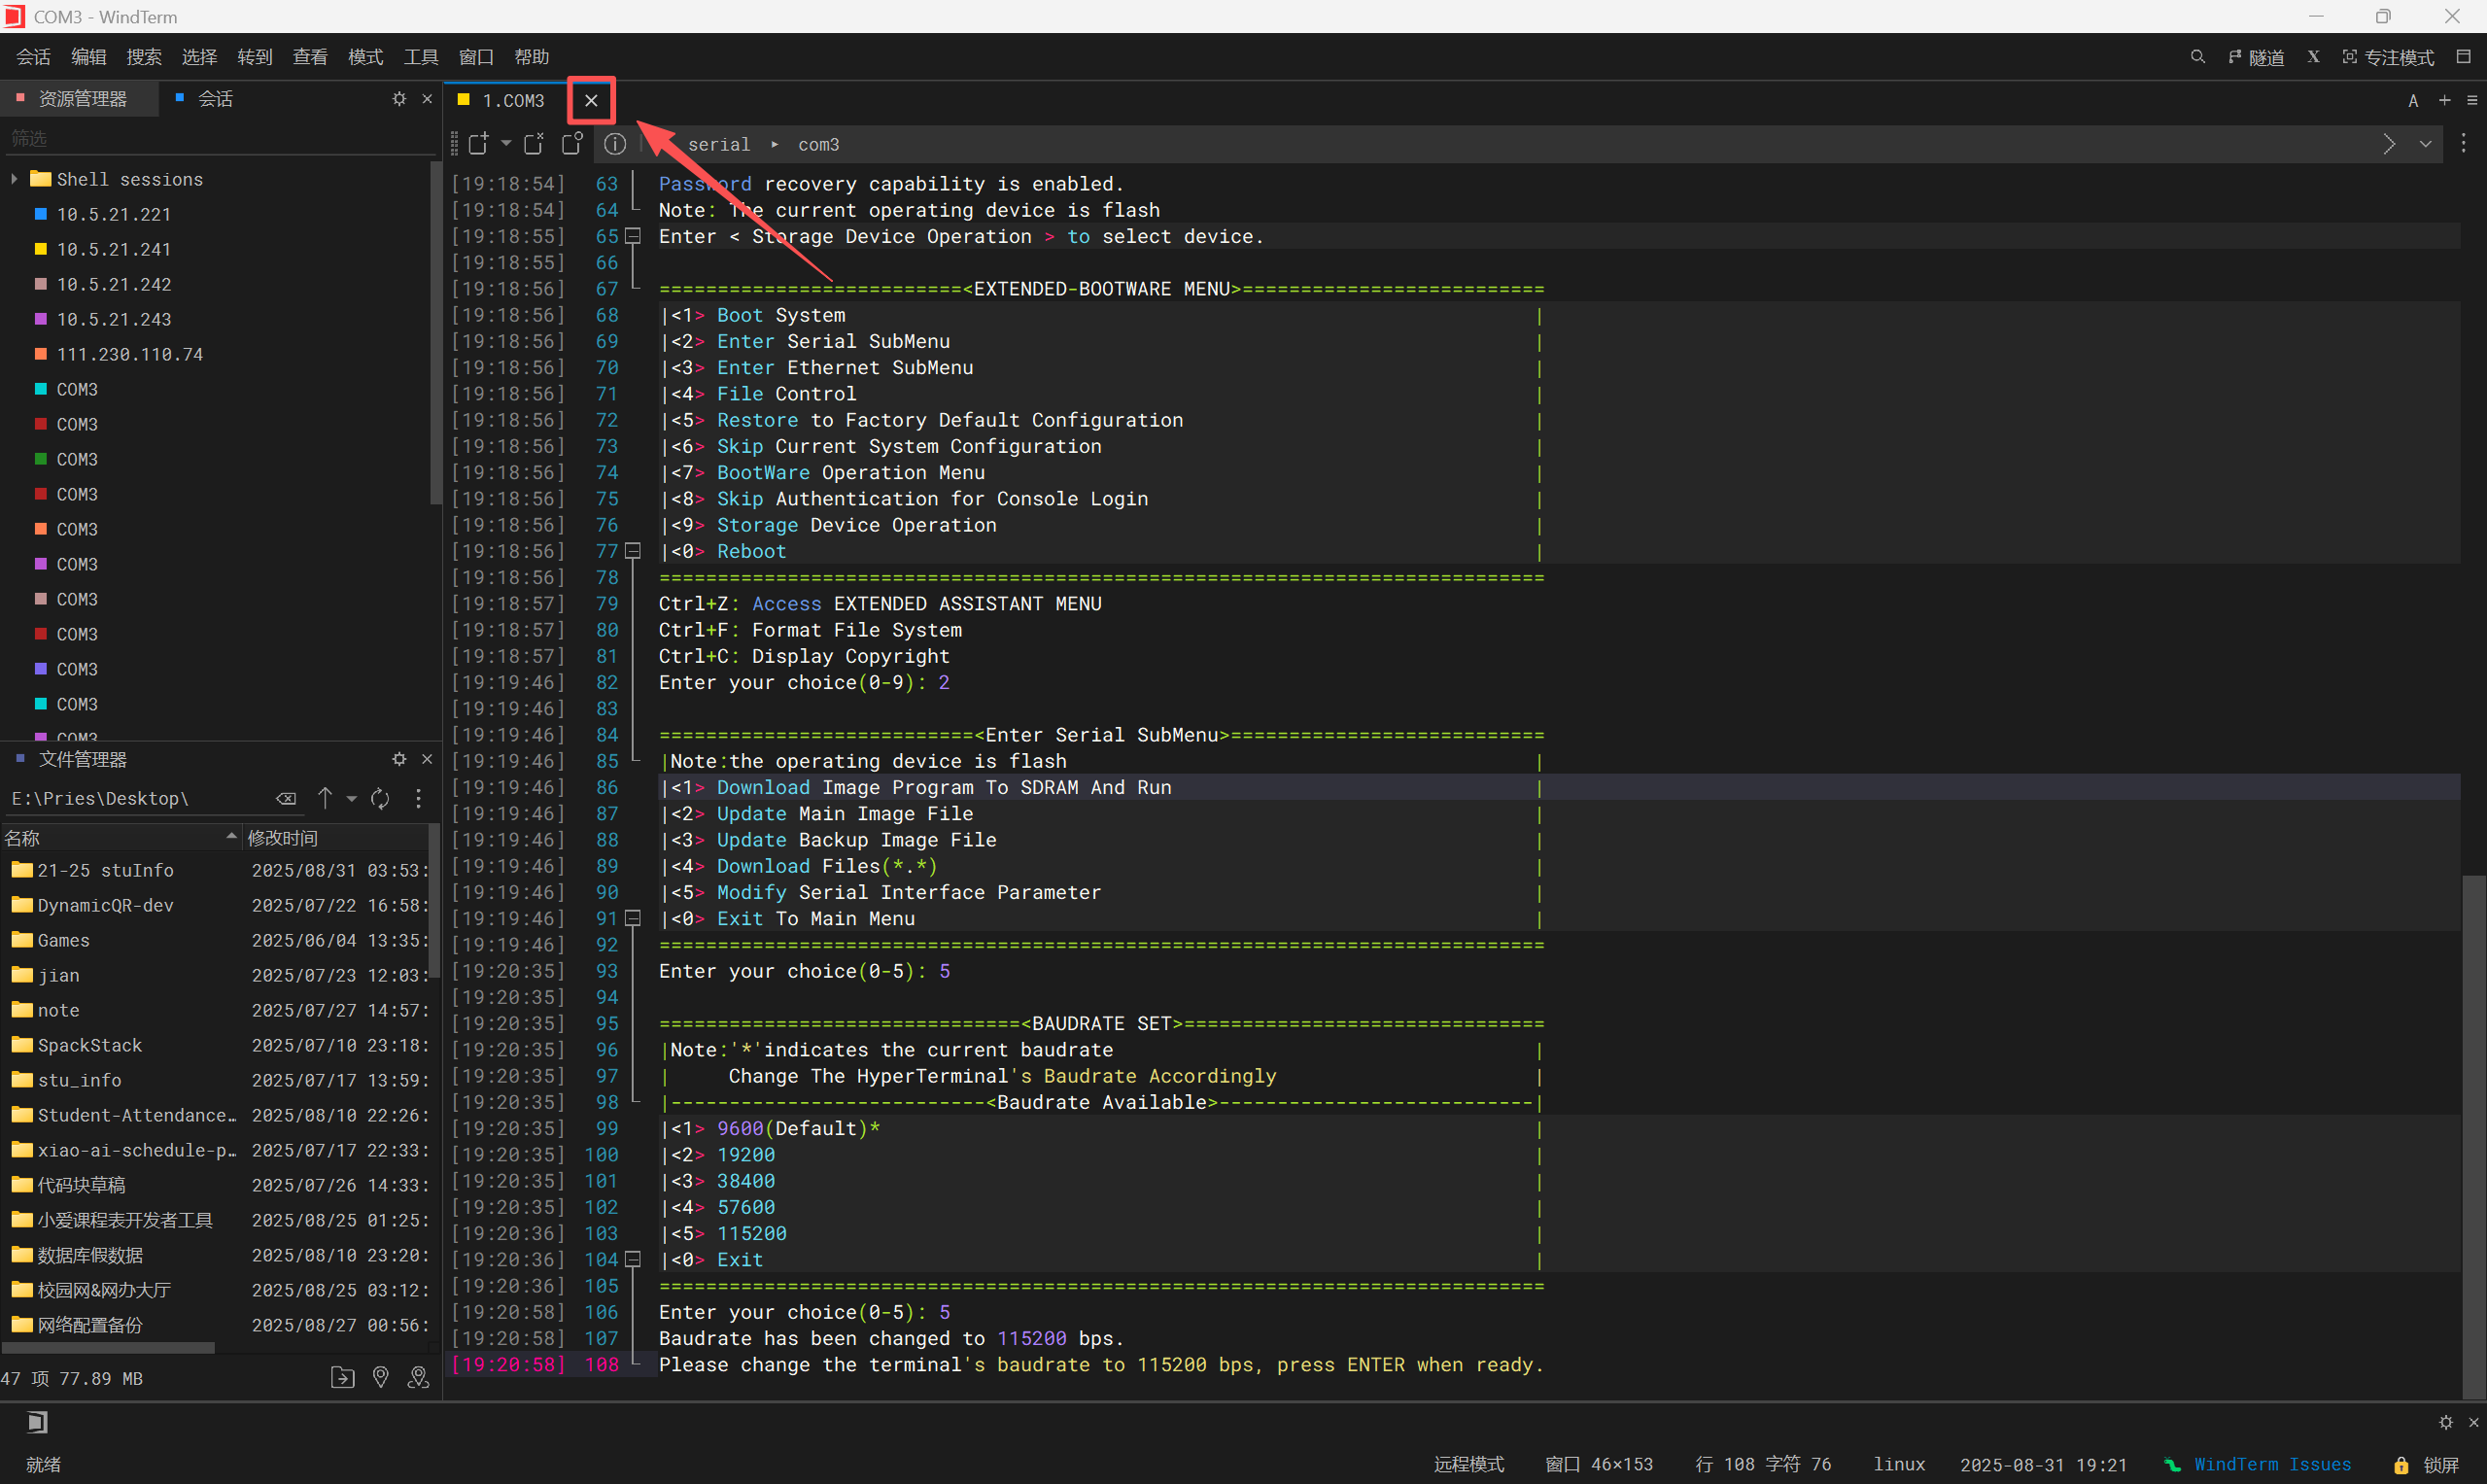 COM3 - WindTerm
会话 编辑 搜索 选择 转到 查看 模式 工具 窗口 帮助 隧道 X 专注模式
资源管理器 会话
筛选
Shell sessions
10.5.21.221
10.5.21.241
10.5.21.242
10.5.21.243
111.230.110.74
COM3
COM3
COM3
COM3
COM3
COM3
COM3
COM3
COM3
COM3
COM3
文件管理器
E:\Pries\Desktop\
名称 修改时间
21-25 stuInfo 2025/08/31 03:53:
DynamicQR-dev 2025/07/22 16:58:
Games 2025/06/04 13:35:
jian 2025/07/23 12:03:
note 2025/07/27 14:57:
SpackStack 2025/07/10 23:18:
stu_info 2025/07/17 13:59:
Student-Attendance… 2025/08/10 22:26:
xiao-ai-schedule-p… 2025/07/17 22:33:
代码块草稿 2025/07/26 14:33:
小爱课程表开发者工具 2025/08/25 01:25:
数据库假数据 2025/08/10 23:20:
校园网&网办大厅 2025/08/25 03:12:
网络配置备份 2025/08/27 00:56:
47 项 77.89 MB
1.COM3 A
serial ▸ com3
[19:18:54] 63 Password recovery capability is enabled.
[19:18:54] 64 Note: The current operating device is flash
[19:18:55] 65 Enter < Storage Device Operation > to select device.
[19:18:55] 66
[19:18:56] 67 ==========================<EXTENDED-BOOTWARE MENU>==========================
[19:18:56] 68 |<1> Boot System |
[19:18:56] 69 |<2> Enter Serial SubMenu |
[19:18:56] 70 |<3> Enter Ethernet SubMenu |
[19:18:56] 71 |<4> File Control |
[19:18:56] 72 |<5> Restore to Factory Default Configuration |
[19:18:56] 73 |<6> Skip Current System Configuration |
[19:18:56] 74 |<7> BootWare Operation Menu |
[19:18:56] 75 |<8> Skip Authentication for Console Login |
[19:18:56] 76 |<9> Storage Device Operation |
[19:18:56] 77 |<0> Reboot |
[19:18:56] 78 ============================================================================
[19:18:57] 79 Ctrl+Z: Access EXTENDED ASSISTANT MENU
[19:18:57] 80 Ctrl+F: Format File System
[19:18:57] 81 Ctrl+C: Display Copyright
[19:19:46] 82 Enter your choice(0-9): 2
[19:19:46] 83
[19:19:46] 84 ===========================<Enter Serial SubMenu>===========================
[19:19:46] 85 |Note:the operating device is flash |
[19:19:46] 86 |<1> Download Image Program To SDRAM And Run |
[19:19:46] 87 |<2> Update Main Image File |
[19:19:46] 88 |<3> Update Backup Image File |
[19:19:46] 89 |<4> Download Files(*.*) |
[19:19:46] 90 |<5> Modify Serial Interface Parameter |
[19:19:46] 91 |<0> Exit To Main Menu |
[19:19:46] 92 ============================================================================
[19:20:35] 93 Enter your choice(0-5): 5
[19:20:35] 94
[19:20:35] 95 ===============================<BAUDRATE SET>===============================
[19:20:35] 96 |Note:'*'indicates the current baudrate |
[19:20:35] 97 | Change The HyperTerminal's Baudrate Accordingly |
[19:20:35] 98 |---------------------------<Baudrate Available>---------------------------|
[19:20:35] 99 |<1> 9600(Default)* |
[19:20:35] 100 |<2> 19200 |
[19:20:35] 101 |<3> 38400 |
[19:20:35] 102 |<4> 57600 |
[19:20:36] 103 |<5> 115200 |
[19:20:36] 104 |<0> Exit |
[19:20:36] 105 ============================================================================
[19:20:58] 106 Enter your choice(0-5): 5
[19:20:58] 107 Baudrate has been changed to 115200 bps.
[19:20:58] 108 Please change the terminal's baudrate to 115200 bps, press ENTER when ready.
就绪 远程模式 窗口 46×153 行 108 字符 76 linux 2025-08-31 19:21 WindTerm Issues 锁屏